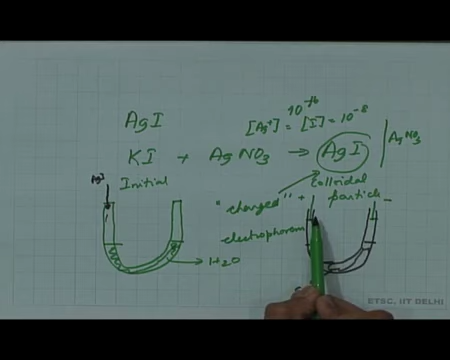 AgI
[Ag+] = [I] = 10-8
10-16
KI + AgNO3 → AgI
AgNO3
AgI
Initial
Colloidal
"charged" + particle -
electrophoresis
H2O
ETSC, IIT DELHI